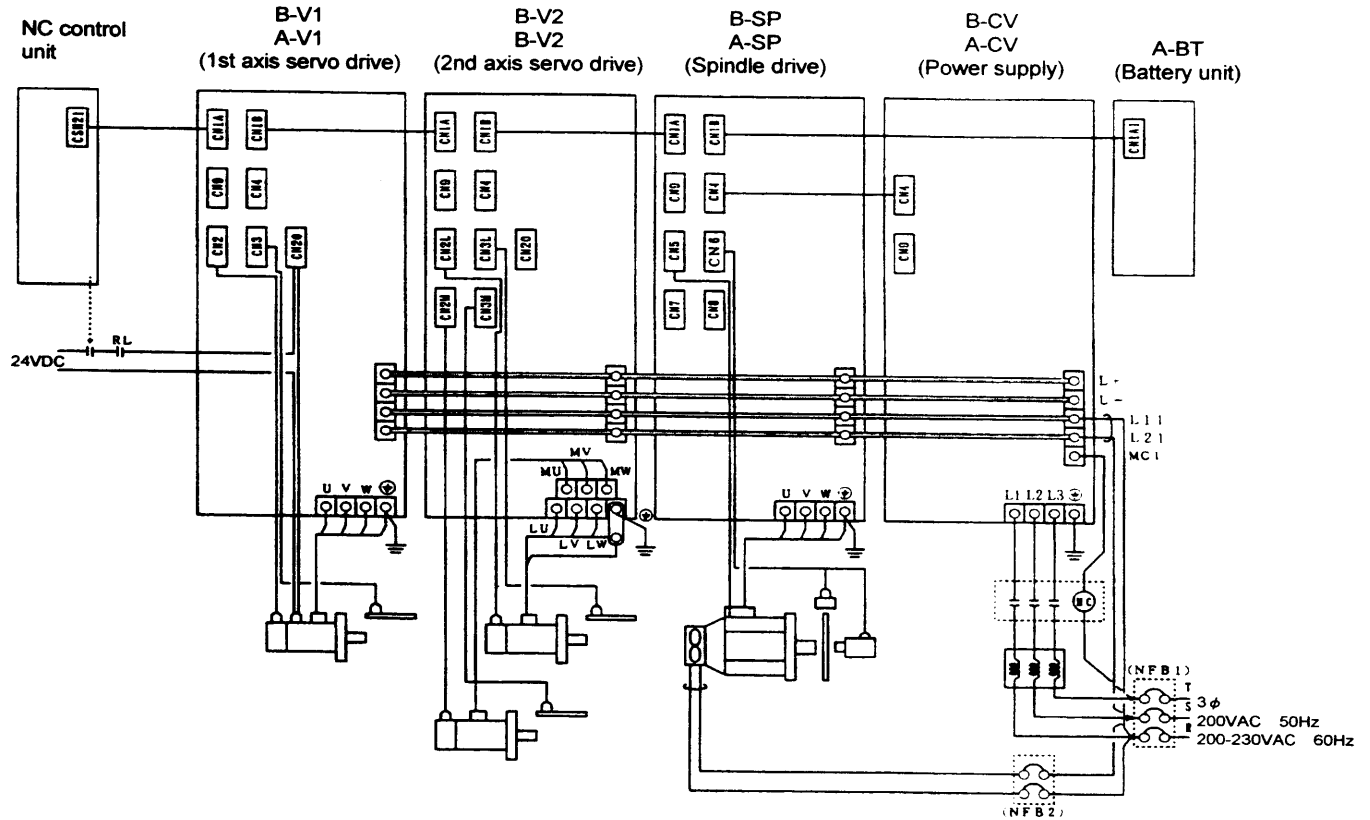 NC control
unit
B-V1
A-V1
(1st axis servo drive)
B-V2
B-V2
(2nd axis servo drive)
B-SP
A-SP
(Spindle drive)
B-CV
A-CV
(Power supply)
A-BT
(Battery unit)
CSH21
CN1A
CN1B
CN9
CN4
CN2
CN3
CN20
CN1A
CN1B
CN9
CN4
CN2L
CN3L
CN20
CN2M
CN3M
CN1A
CN1B
CN9
CN4
CN5
CN6
CN7
CN8
CN4
CN9
CN1A
RL
24VDC
L-
L11
L21
MC1
U V W
MU MV MW
LU LV LW
U V W
L1 L2 L3
MC
(NFB1)
T
3φ
S
200VAC 50Hz
R
200-230VAC 60Hz
(NFB2)